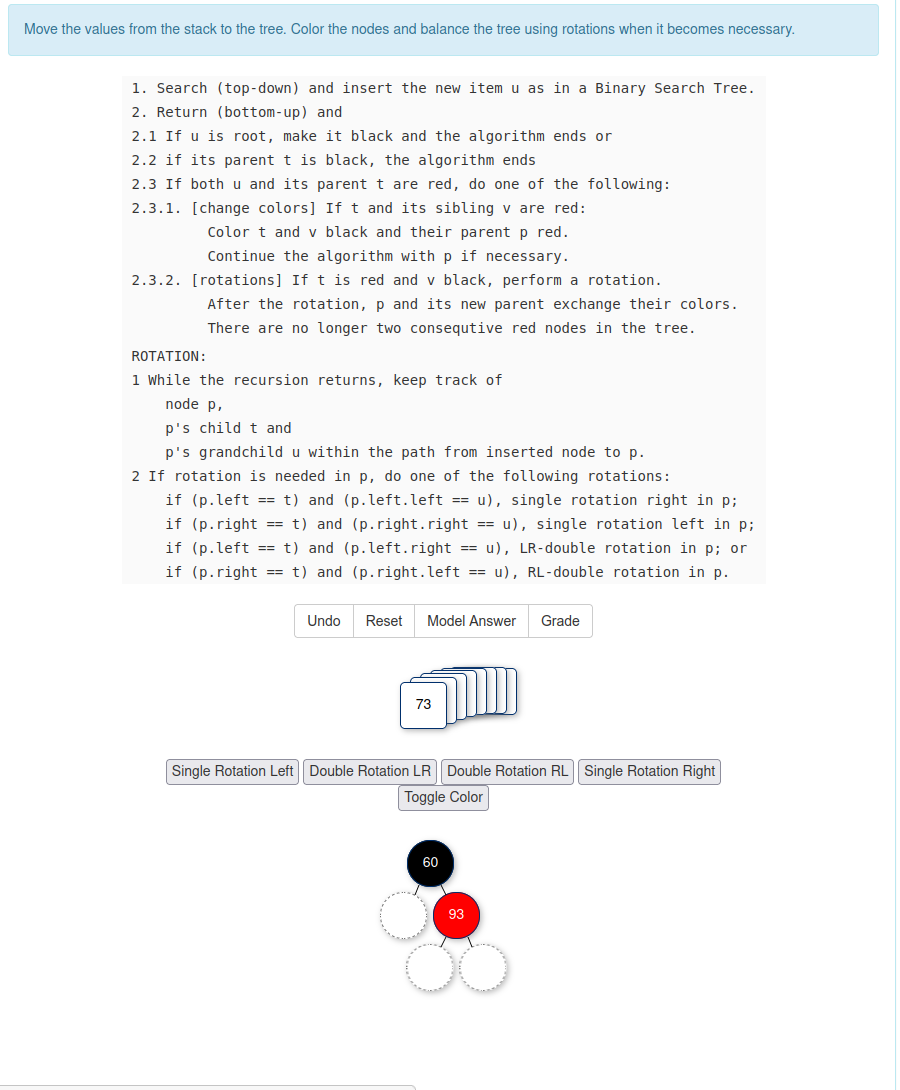 Move the values from the stack to the tree. Color the nodes and balance the tree using rotations when it becomes necessary.
1. Search (top-down) and insert the new item u as in a Binary Search Tree.
2. Return (bottom-up) and
2.1 If u is root, make it black and the algorithm ends or
2.2 if its parent t is black, the algorithm ends
2.3 If both u and its parent t are red, do one of the following:
2.3.1. [change colors] If t and its sibling v are red:
Color t and v black and their parent p red.
Continue the algorithm with p if necessary.
2.3.2. [rotations] If t is red and v black, perform a rotation.
After the rotation, p and its new parent exchange their colors.
There are no longer two consequtive red nodes in the tree.
ROTATION:
1 While the recursion returns, keep track of
node p,
p's child t and
p's grandchild u within the path from inserted node to p.
2 If rotation is needed in p, do one of the following rotations:
if (p.left == t) and (p.left.left == u), single rotation right in p;
if (p.right == t) and (p.right.right == u), single rotation left in p;
if (p.left == t) and (p.left.right == u), LR-double rotation in p; or
if (p.right == t) and (p.right.left == u), RL-double rotation in p.
Undo Reset Model Answer Grade
73
Single Rotation Left Double Rotation LR Double Rotation RL Single Rotation Right
Toggle Color
60
93